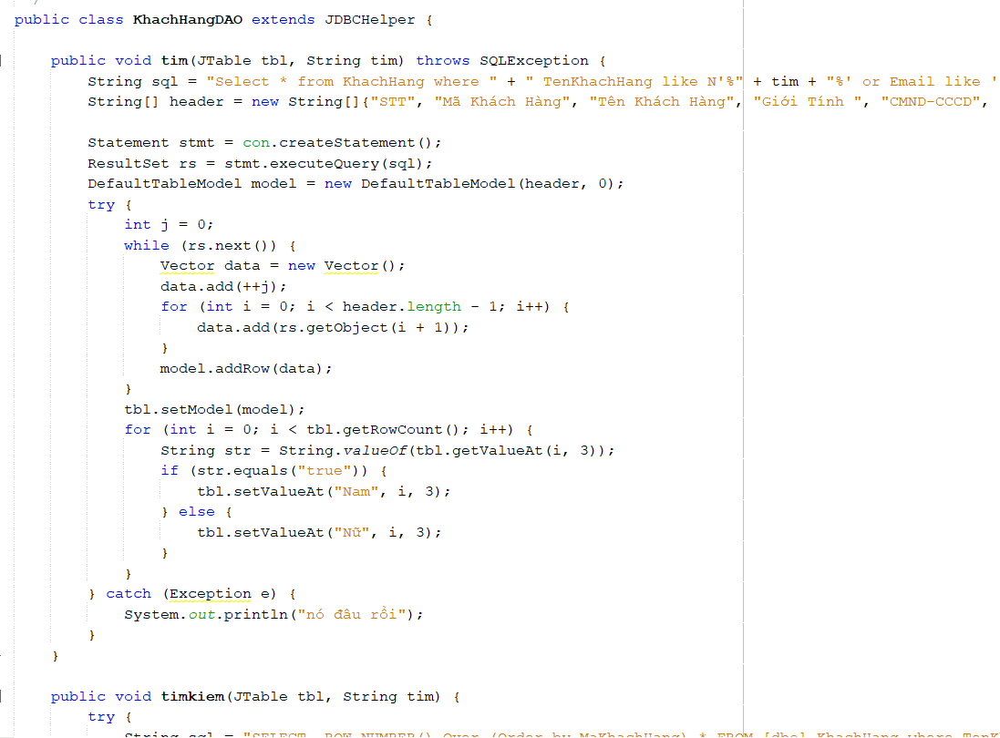 public class KhachHangDAO extends JDBCHelper {
public void tim(JTable tbl, String tim) throws SQLException {
String sql = "Select * from KhachHang where " + " TenKhachHang like N'%" + tim + "%' or Email like '
String[] header = new String[]{"STT", "Mã Khách Hàng", "Tên Khách Hàng", "Giới Tính ", "CMND-CCCD",
Statement stmt = con.createStatement();
ResultSet rs = stmt.executeQuery(sql);
DefaultTableModel model = new DefaultTableModel(header, 0);
try {
int j = 0;
while (rs.next()) {
Vector data = new Vector();
data.add(++j);
for (int i = 0; i < header.length - 1; i++) {
data.add(rs.getObject(i + 1));
}
model.addRow(data);
}
tbl.setModel(model);
for (int i = 0; i < tbl.getRowCount(); i++) {
String str = String.valueOf(tbl.getValueAt(i, 3));
if (str.equals("true")) {
tbl.setValueAt("Nam", i, 3);
} else {
tbl.setValueAt("Nữ", i, 3);
}
}
} catch (Exception e) {
System.out.println("nó đâu rồi");
}
}
public void timkiem(JTable tbl, String tim) {
try {
String sql = "SELECT ROW_NUMBER() Over (Order by MaKhachHang) * FROM [dbo] KhachHang where TenK